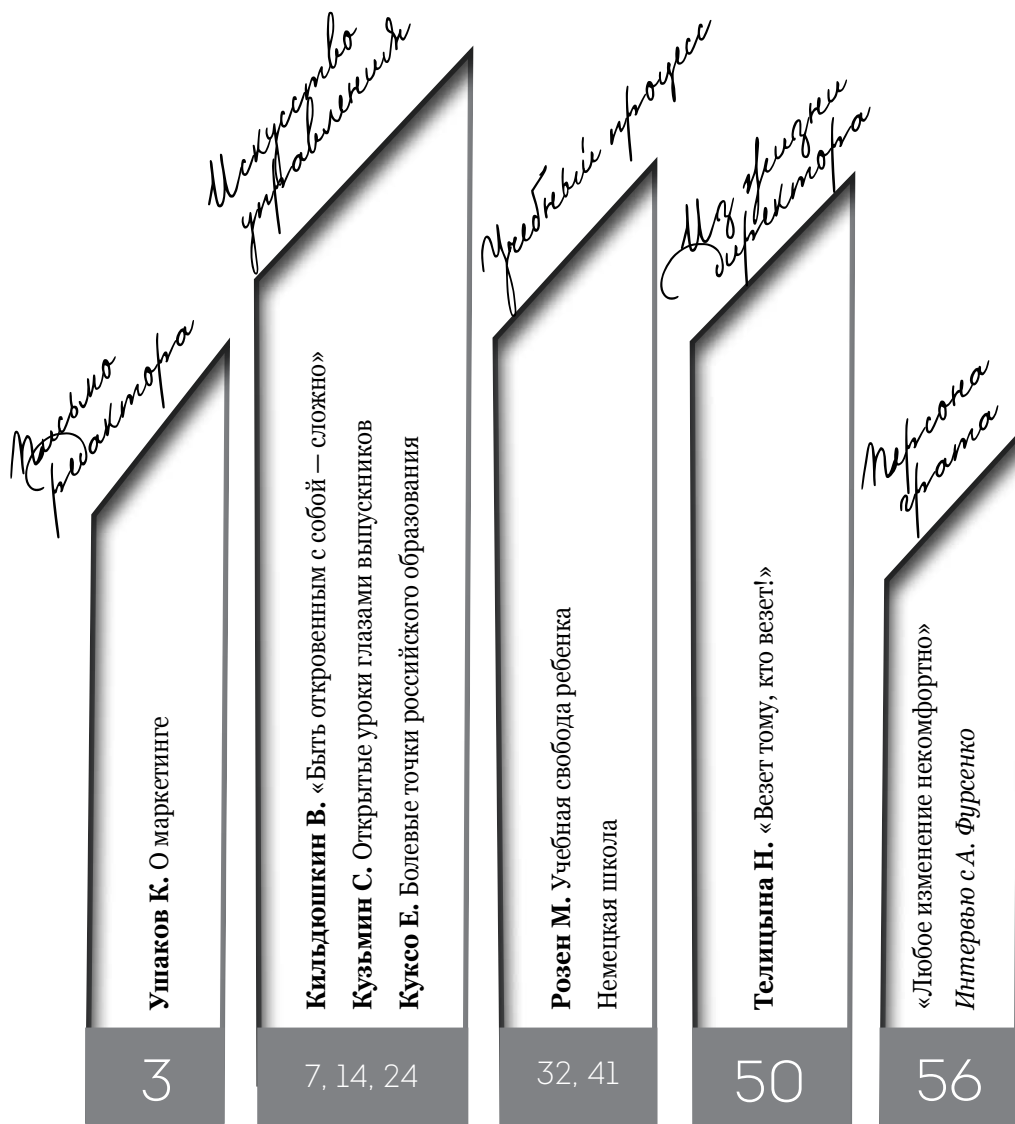 Письмо
редактора
Ушаков К. О маркетинге
3
Искусство
управления
Кильдюшкин В. «Быть откровенным с собой – сложно»
Кузьмин С. Открытые уроки глазами выпускников
Куксо Е. Болевые точки российского образования
7, 14, 24
Учебный процесс
Розен М. Учебная свобода ребенка
Немецкая школа
32, 41
Из жизни
директора
Телицына Н. «Везет тому, кто везет!»
50
Персона
грата
«Любое изменение некомфортно»
Интервью с А. Фурсенко
56